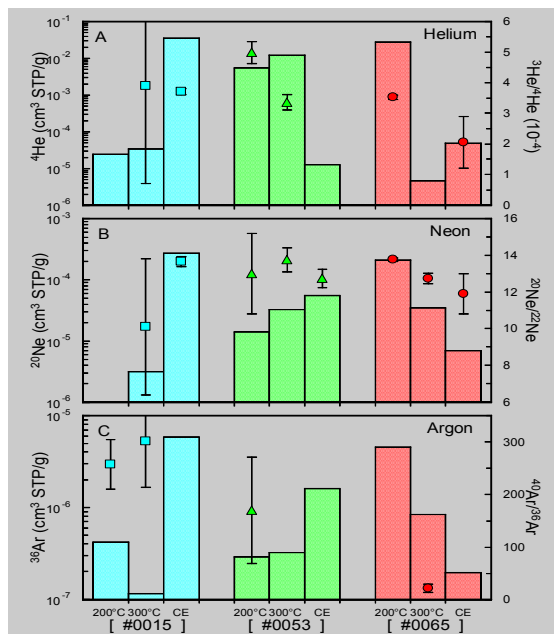 A Helium
10⁻¹
10⁻²
10⁻³
10⁻⁴
10⁻⁵
10⁻⁶
⁴He (cm³ STP/g)
6
5
4
3
2
1
0
³He/⁴He (10⁻⁴)
B Neon
10⁻³
10⁻⁴
10⁻⁵
10⁻⁶
²⁰Ne (cm³ STP/g)
16
14
12
10
8
6
²⁰Ne/²²Ne
C Argon
10⁻⁵
10⁻⁶
10⁻⁷
³⁶Ar (cm³ STP/g)
300
200
100
0
⁴⁰Ar/³⁶Ar
200°C 300°C CE 200°C 300°C CE 200°C 300°C CE
[ #0015 ] [ #0053 ] [ #0065 ]